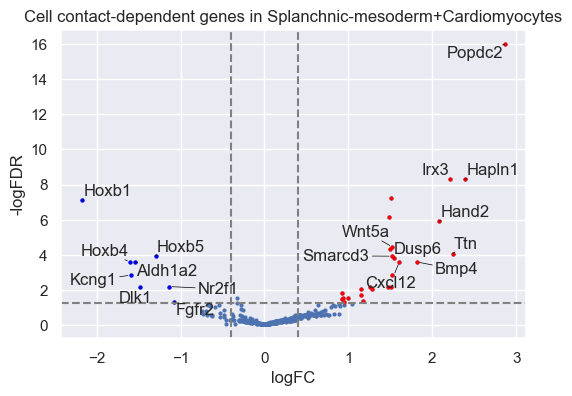 Cell contact-dependent genes in Splanchnic-mesoderm+Cardiomyocytes
16
Popdc2
14
12
10
Irx3 Hapln1
8
Hoxb1
Hand2
6
Wnt5a
Hoxb4 Hoxb5 Smarcd3 Dusp6 Ttn
4
Kcng1 Aldh1a2 Cxcl12 Bmp4
2
Dlk1 Nr2f1
Fgfr2
0
-logFDR
−2 −1 0 1 2 3
logFC